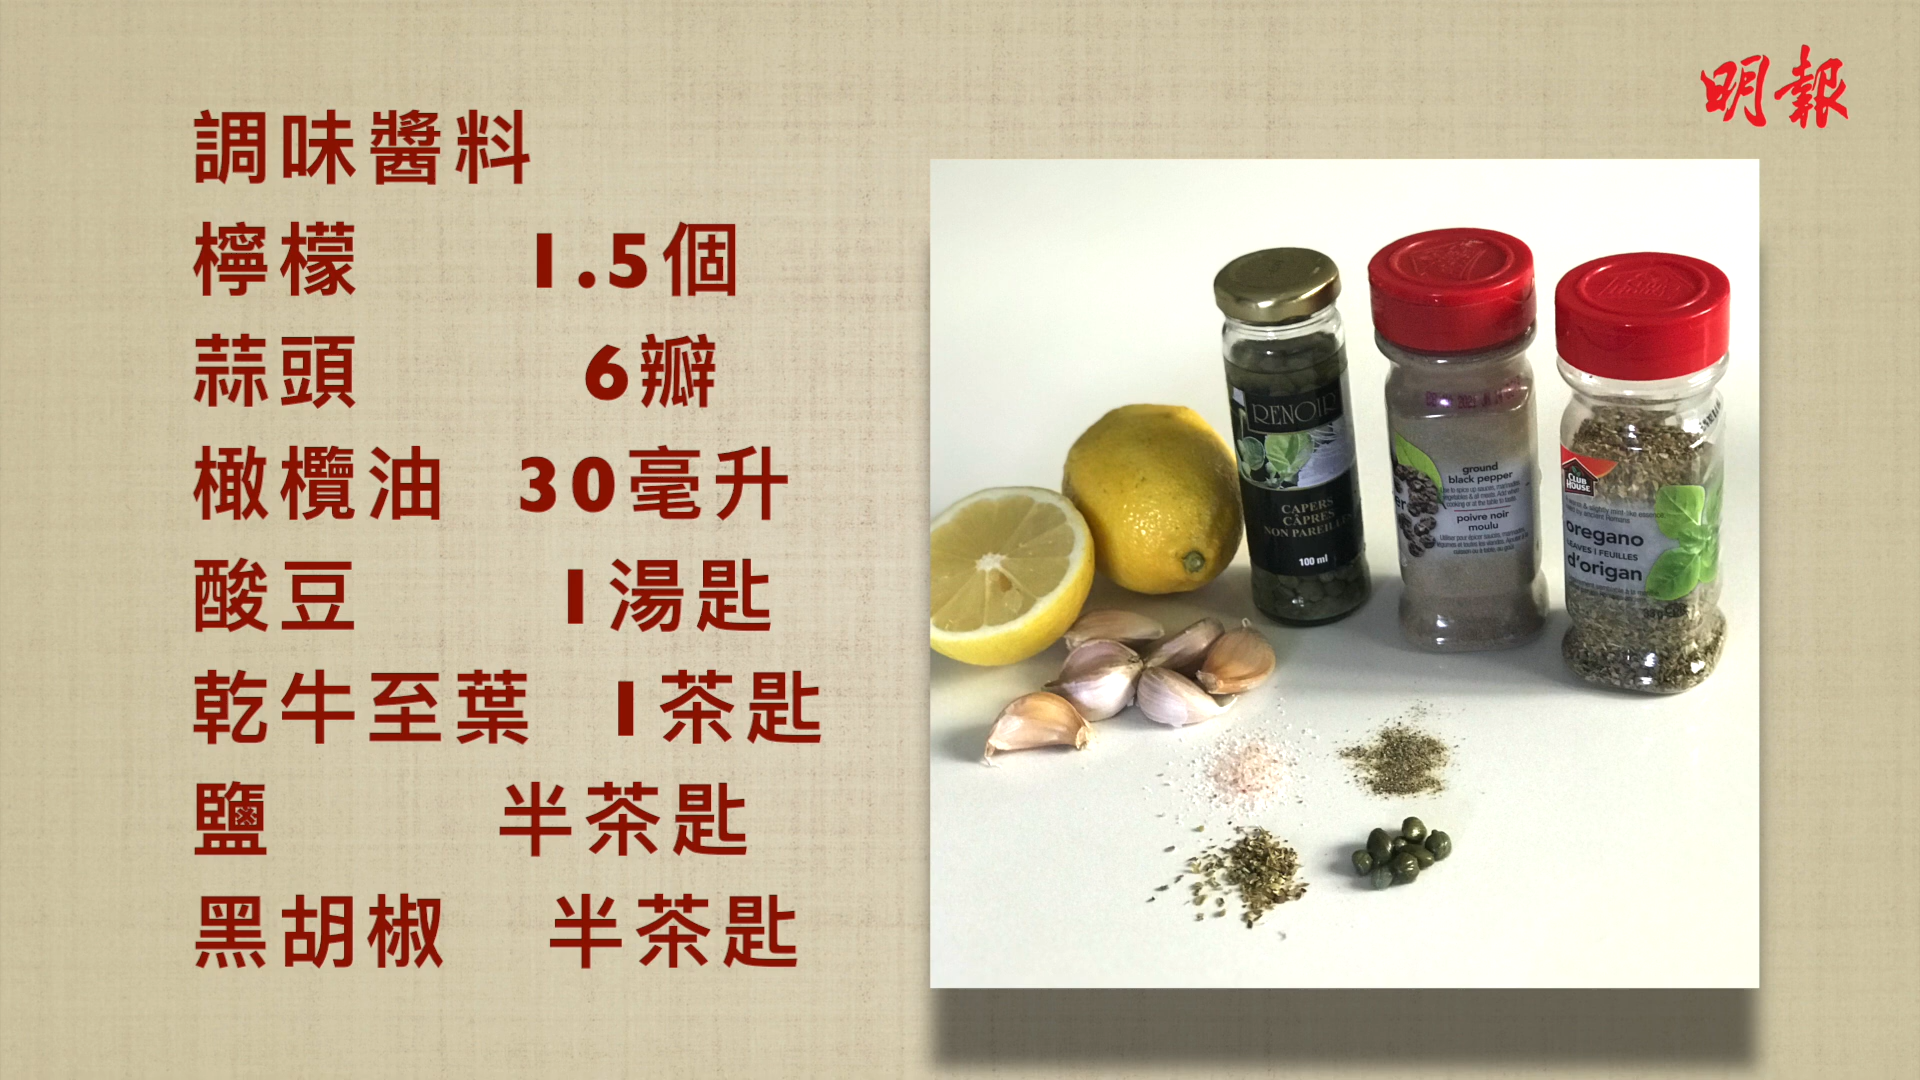 明報
調味醬料
檸檬 1.5個
蒜頭 6瓣
橄欖油 30毫升
酸豆 1湯匙
乾牛至葉 1茶匙
鹽 半茶匙
黑胡椒 半茶匙
RENOIR
CAPERS
CÂPRES
NON PAREILLES
100 ml
ground
black pepper
poivre noir
moulu
CLUB
HOUSE
oregano
LEAVES | FEUILLES
d'origan